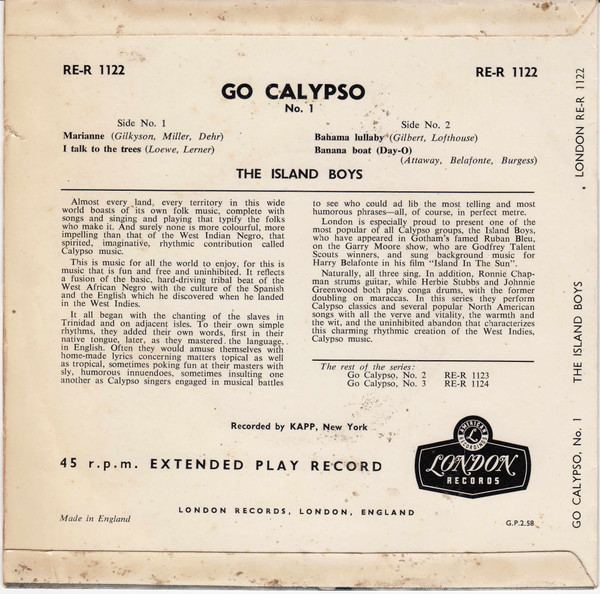 RE-R 1122
RE-R 1122
GO CALYPSO
No. 1
Side No. 1
Marianne (Gilkyson, Miller, Dehr)
I talk to the trees (Loewe, Lerner)
Side No. 2
Bahama lullaby (Gilbert, Lofthouse)
Banana boat (Day-O)
(Attaway, Belafonte, Burgess)
THE ISLAND BOYS
Almost every land, every territory in this wide
world boasts of its own folk music, complete with
songs and singing and playing that typify the folks
who make it. And surely none is more colourful, more
impelling than that of the West Indian Negro, that
spirited, imaginative, rhythmic contribution called
Calypso music.
This is music for all the world to enjoy, for this is
music that is fun and free and uninhibited. It reflects
a fusion of the basic, hard-driving tribal beat of the
West African Negro with the culture of the Spanish
and the English which he discovered when he landed
in the West Indies.
It all began with the chanting of the slaves in
Trinidad and on adjacent isles. To their own simple
rhythms, they added their own words, first in their
native tongue, later, as they mastered the language,
in English. Often they would amuse themselves with
home-made lyrics concerning matters topical as well
as tropical, sometimes poking fun at their masters with
sly, humorous innuendoes, sometimes insulting one
another as Calypso singers engaged in musical battles
to see who could ad lib the most telling and most
humorous phrases—all, of course, in perfect metre.
London is especially proud to present one of the
most popular of all Calypso groups, the Island Boys,
who have appeared in Gotham's famed Ruban Bleu,
on the Garry Moore show, who are Godfrey Talent
Scouts winners, and sung background music for
Harry Belafonte in his film "Island In The Sun".
Naturally, all three sing. In addition, Ronnie Chap-
man strums guitar, while Herbie Stubbs and Johnnie
Greenwood both play conga drums, with the former
doubling on maraccas. In this series they perform
Calypso classics and several popular North American
songs with all the verve and vitality, the warmth and
the wit, and the uninhibited abandon that characterizes
this charming rhythmic creation of the West Indies,
Calypso music.
The rest of the series:
Go Calypso, No. 2 RE-R 1123
Go Calypso, No. 3 RE-R 1124
Recorded by KAPP, New York
45 r.p.m. EXTENDED PLAY RECORD
AMERICAN
RECORDINGS
L
LONDON
RECORDS
LONDON RECORDS, LONDON, ENGLAND
Made in England
G.P.2.58
GO CALYPSO, No. 1 THE ISLAND BOYS · LONDON RE-R 1122